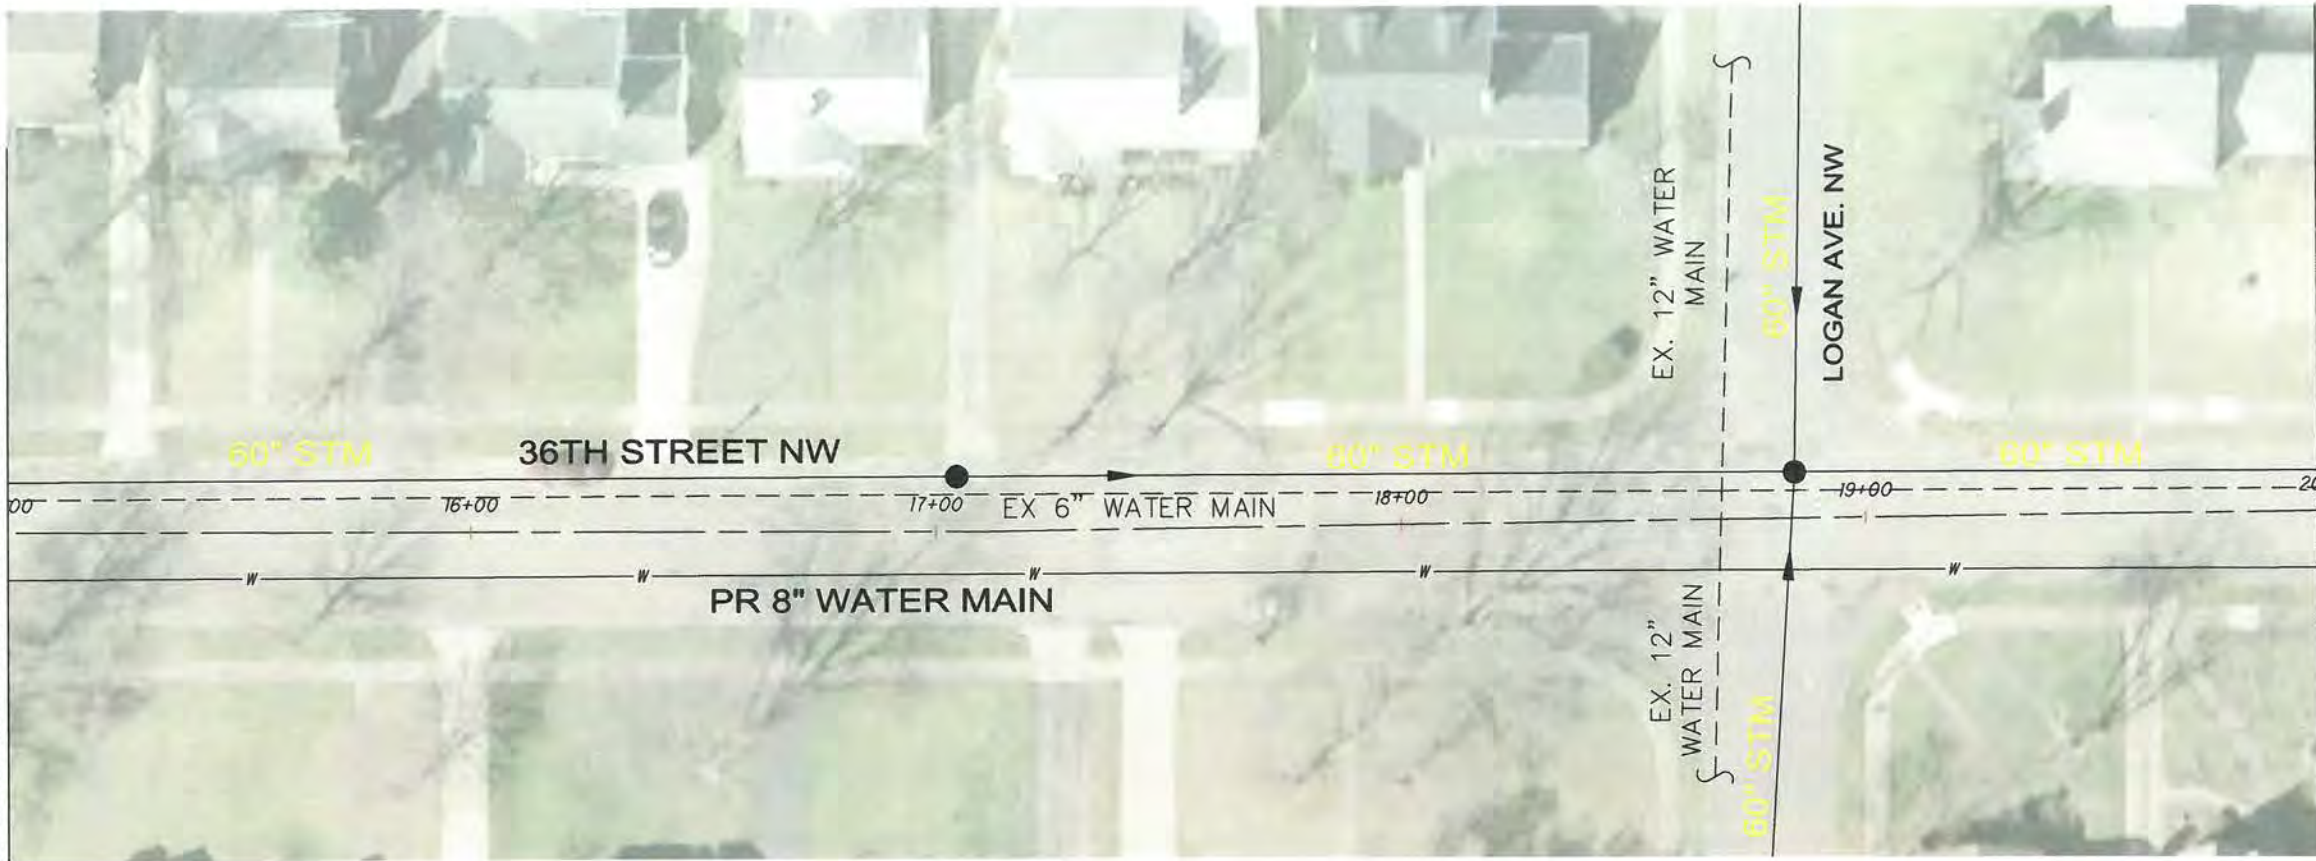 EX. 12" WATER
MAIN
60" STM
LOGAN AVE. NW
60" STM
36TH STREET NW
60" STM
60" STM
00
16+00
17+00
EX 6" WATER MAIN
18+00
19+00
20
W
W
W
W
W
PR 8" WATER MAIN
EX. 12"
WATER MAIN
60" STM